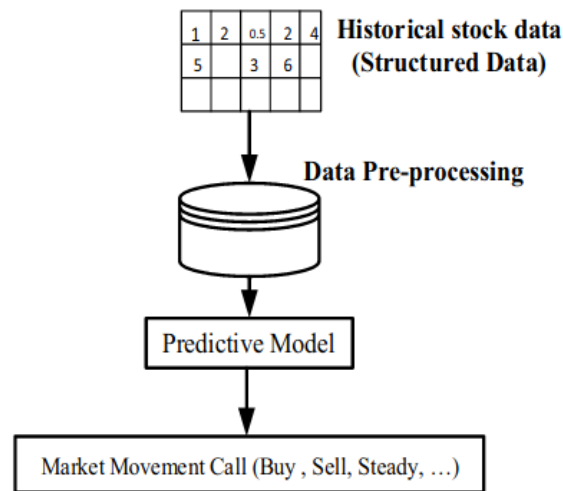 1 2 0.5 2 4
5 3 6
Historical stock data
(Structured Data)
Data Pre-processing
Predictive Model
Market Movement Call (Buy , Sell, Steady, …)